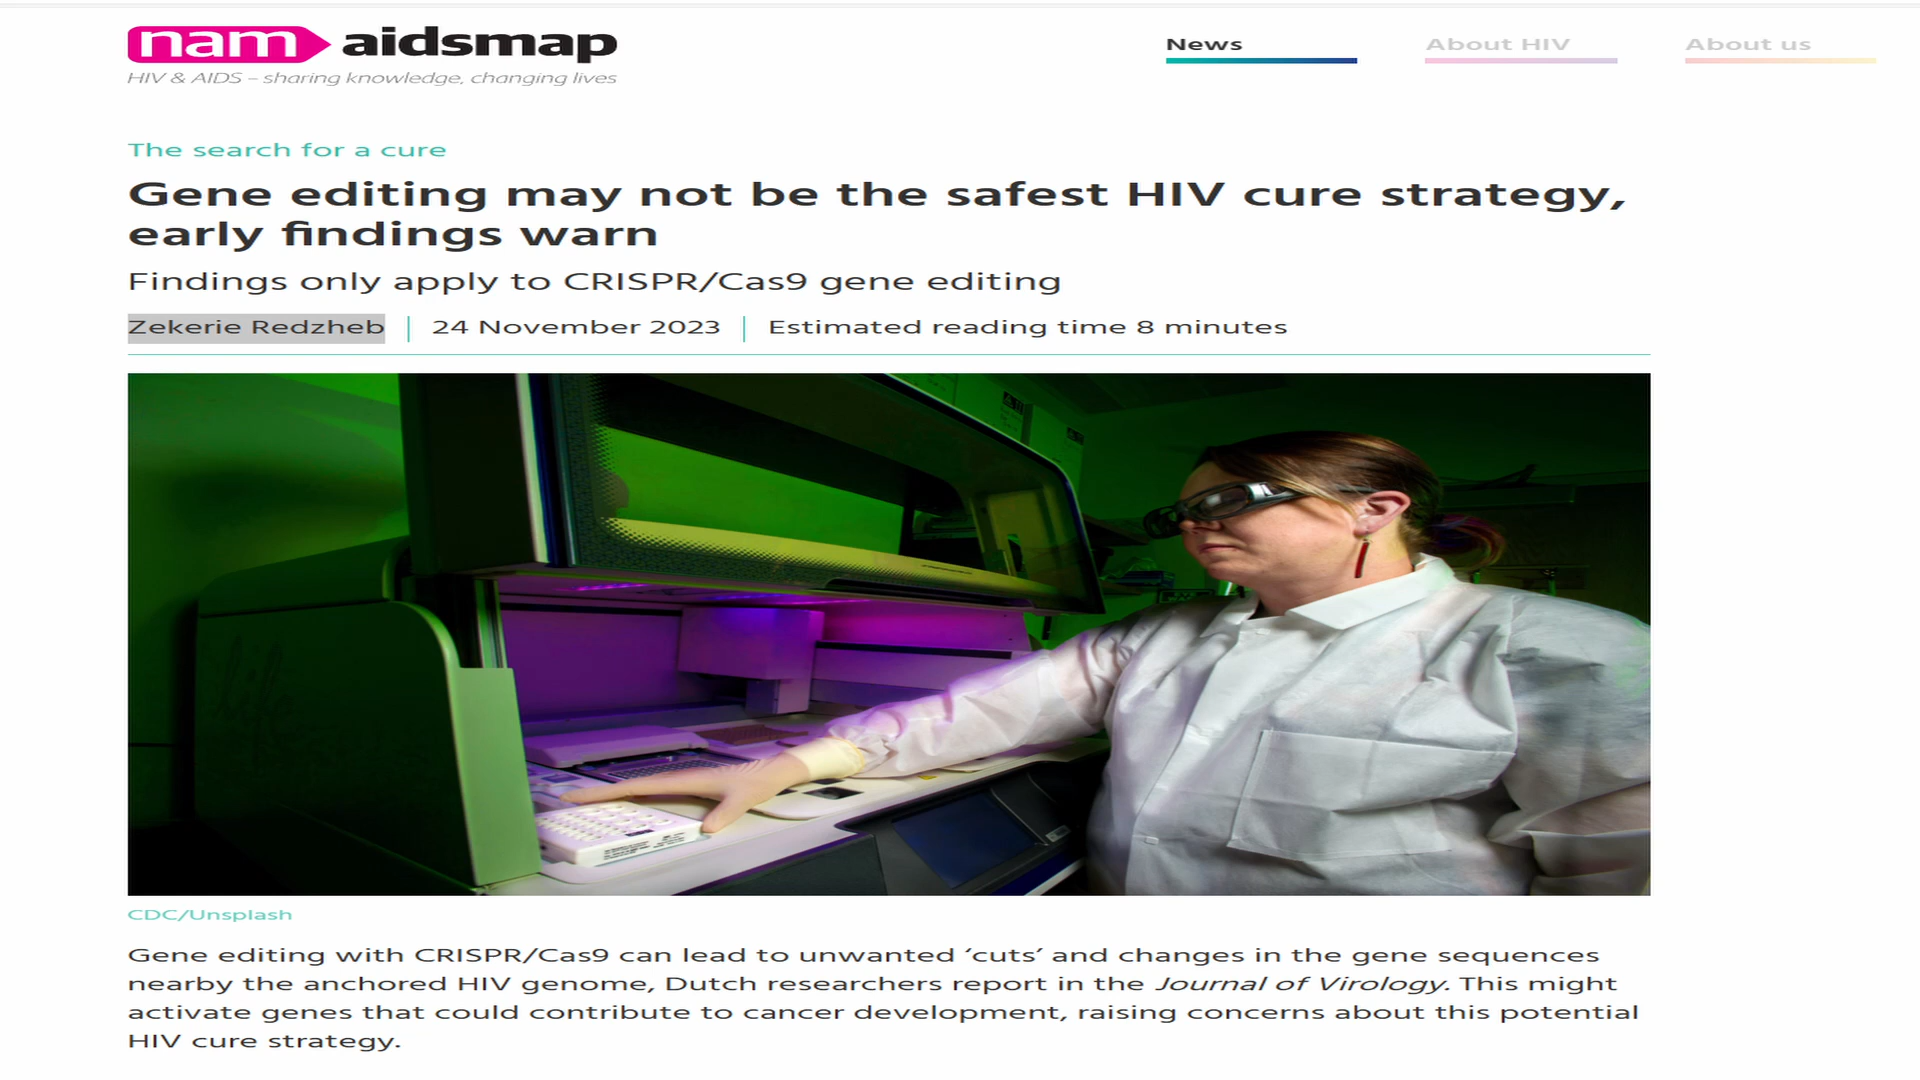 nam aidsmap
HIV & AIDS – sharing knowledge, changing lives
News
About HIV
About us
The search for a cure
Gene editing may not be the safest HIV cure strategy,
early findings warn
Findings only apply to CRISPR/Cas9 gene editing
Zekerie Redzheb | 24 November 2023 | Estimated reading time 8 minutes
CDC/Unsplash
Gene editing with CRISPR/Cas9 can lead to unwanted ‘cuts’ and changes in the gene sequences
nearby the anchored HIV genome, Dutch researchers report in the Journal of Virology. This might
activate genes that could contribute to cancer development, raising concerns about this potential
HIV cure strategy.